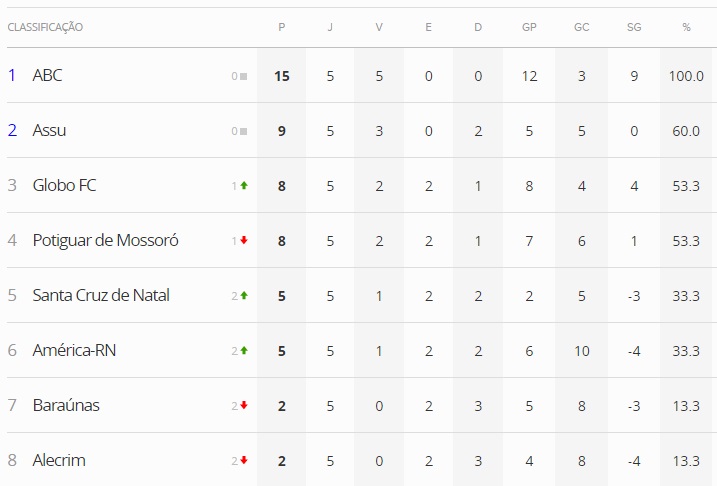 CLASSIFICAÇÃO P J V E D GP GC SG %
1 ABC 0 15 5 5 0 0 12 3 9 100.0
2 Assu 0 9 5 3 0 2 5 5 0 60.0
3 Globo FC 1 8 5 2 2 1 8 4 4 53.3
4 Potiguar de Mossoró 1 8 5 2 2 1 7 6 1 53.3
5 Santa Cruz de Natal 2 5 5 1 2 2 2 5 -3 33.3
6 América-RN 2 5 5 1 2 2 6 10 -4 33.3
7 Baraúnas 2 2 5 0 2 3 5 8 -3 13.3
8 Alecrim 2 2 5 0 2 3 4 8 -4 13.3